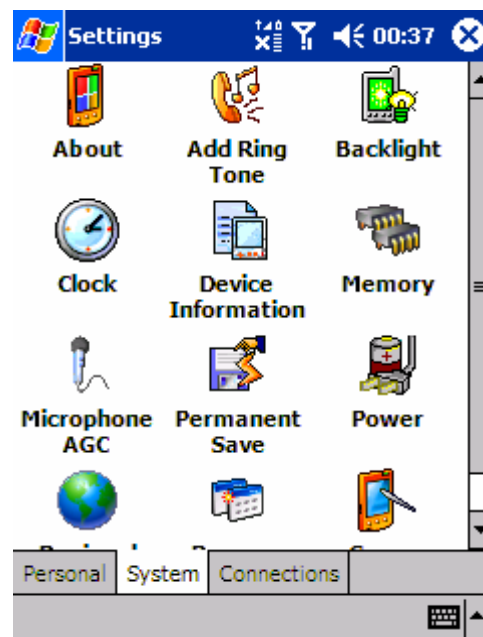 Settings 00:37
About Add Ring Tone Backlight
Clock Device Information Memory
Microphone AGC Permanent Save Power
Personal System Connections